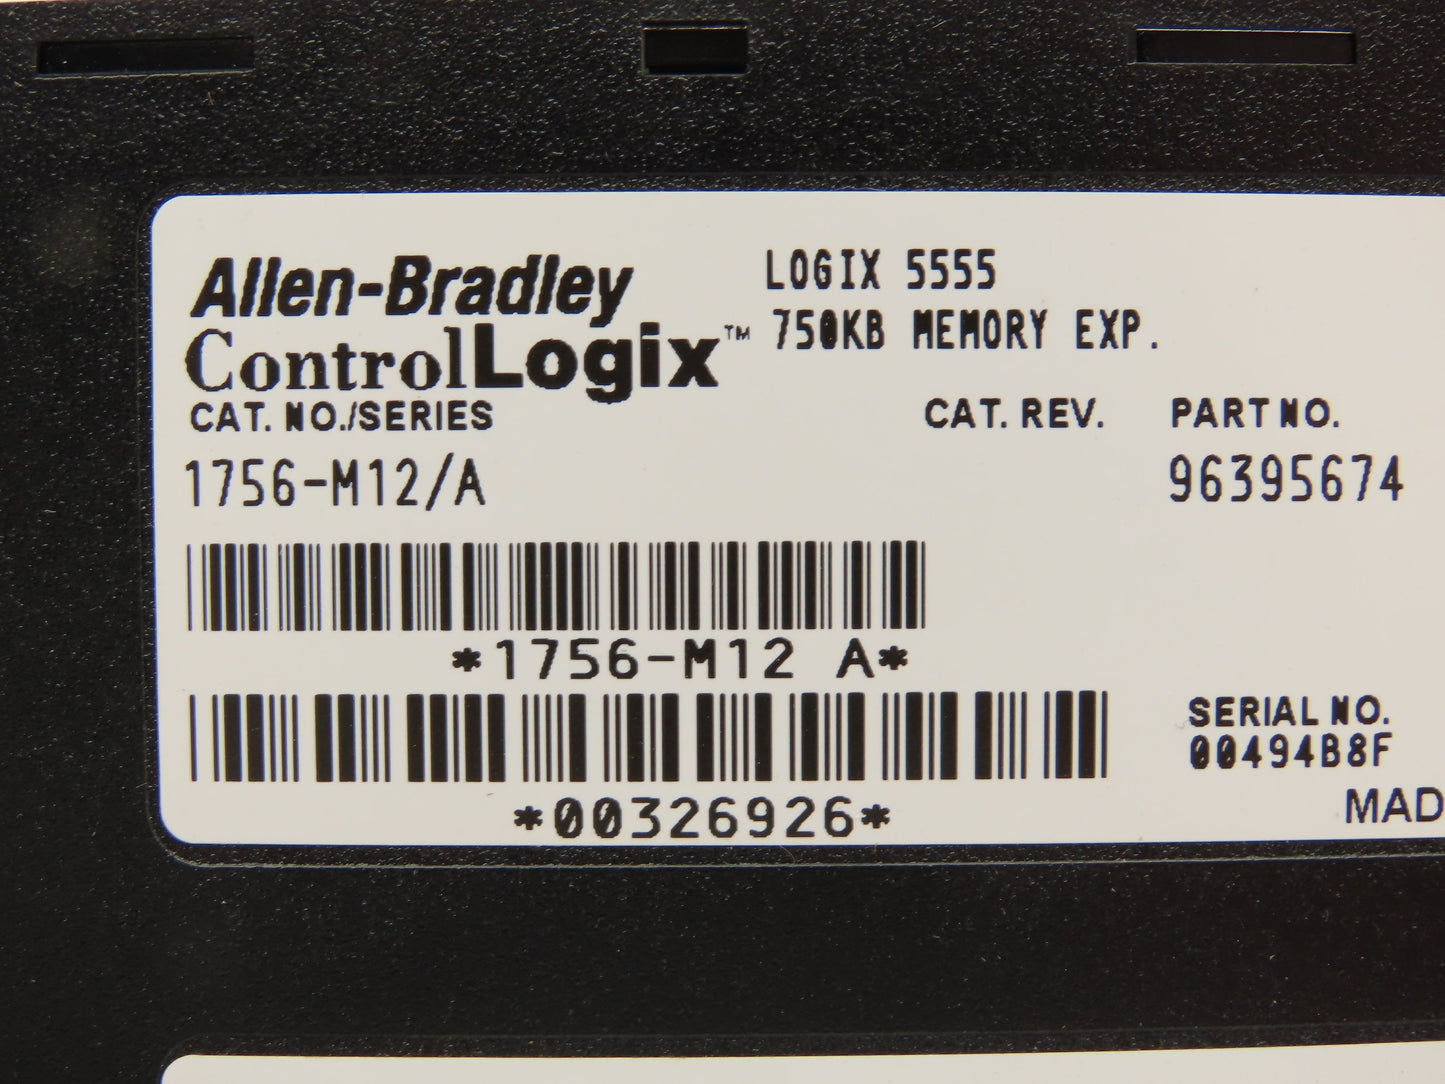 Allen-Bradley
ControlLogix™
LOGIX 5555
750KB MEMORY EXP.
CAT. NO./SERIES
CAT. REV.
PART NO.
1756-M12/A
96395674
*1756-M12 A*
SERIAL NO.
00494B8F
*00326926*
MAD